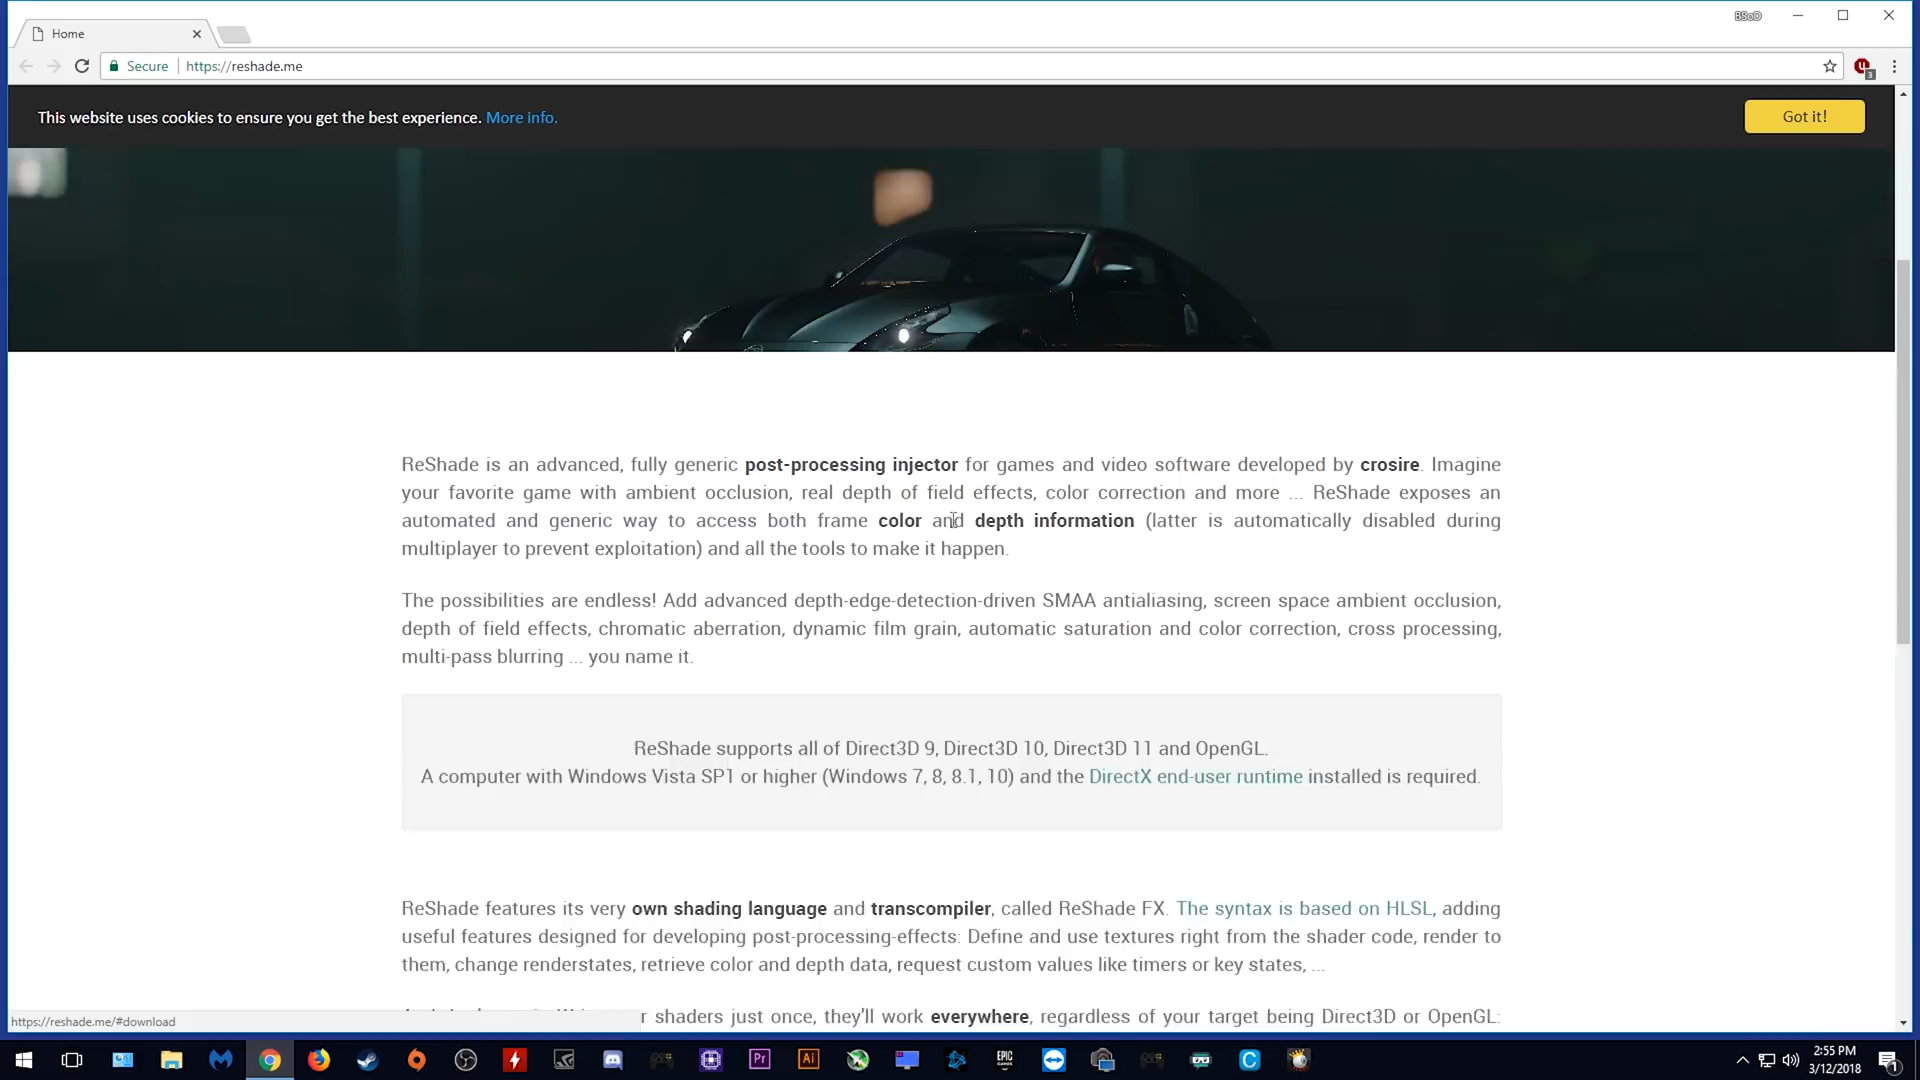 Home
BSoD
Secure
https://reshade.me
3
This website uses cookies to ensure you get the best experience. More info.
Got it!
ReShade is an advanced, fully generic post-processing injector for games and video software developed by crosire. Imagine
your favorite game with ambient occlusion, real depth of field effects, color correction and more ... ReShade exposes an
automated and generic way to access both frame color and depth information (latter is automatically disabled during
multiplayer to prevent exploitation) and all the tools to make it happen.
The possibilities are endless! Add advanced depth-edge-detection-driven SMAA antialiasing, screen space ambient occlusion,
depth of field effects, chromatic aberration, dynamic film grain, automatic saturation and color correction, cross processing,
multi-pass blurring ... you name it.
ReShade supports all of Direct3D 9, Direct3D 10, Direct3D 11 and OpenGL.
A computer with Windows Vista SP1 or higher (Windows 7, 8, 8.1, 10) and the DirectX end-user runtime installed is required.
ReShade features its very own shading language and transcompiler, called ReShade FX. The syntax is based on HLSL, adding
useful features designed for developing post-processing-effects: Define and use textures right from the shader code, render to
them, change renderstates, retrieve color and depth data, request custom values like timers or key states, ...
shaders just once, they'll work everywhere, regardless of your target being Direct3D or OpenGL:
https://reshade.me/#download
Pr
Ai
EPIC
C
2:55 PM
3/12/2018
1